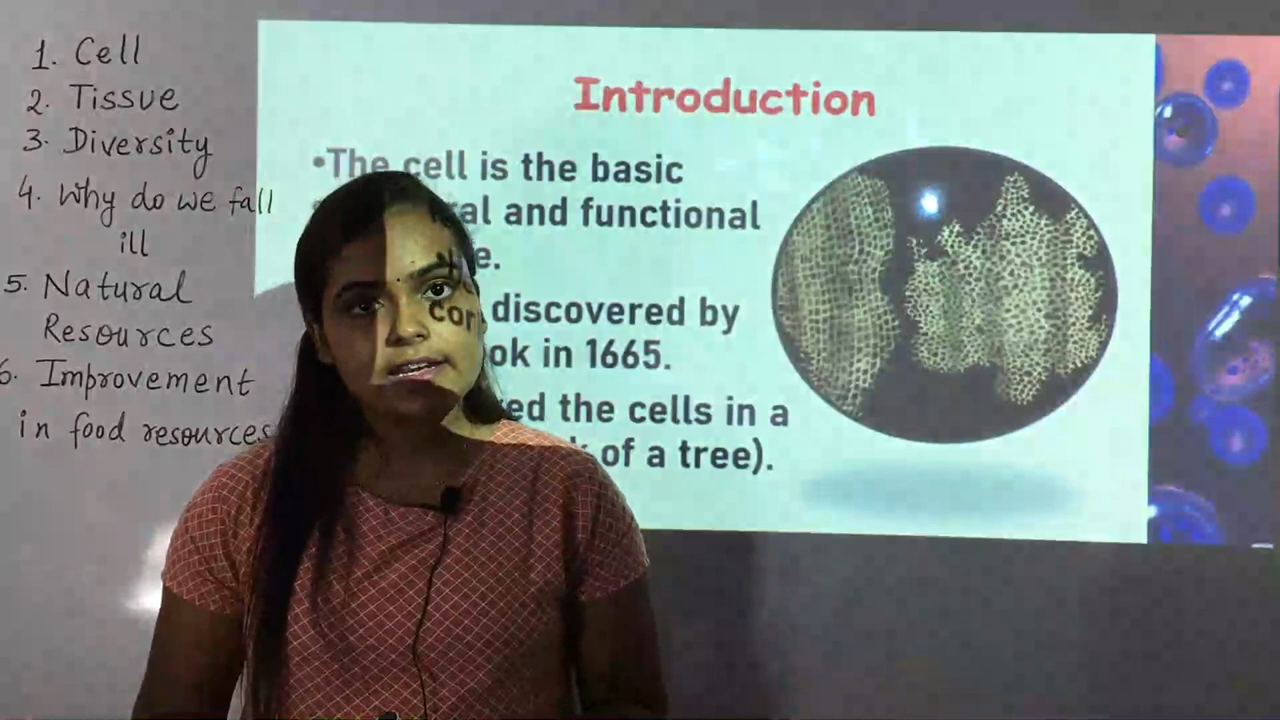 1. Cell
2. Tissue
3. Diversity
4. Why do we fall
ill
5. Natural
Resources
6. Improvement
in food resources
Introduction
•The cell is the basic
al and functional
e.
cor discovered by
ok in 1665.
ed the cells in a
of a tree).